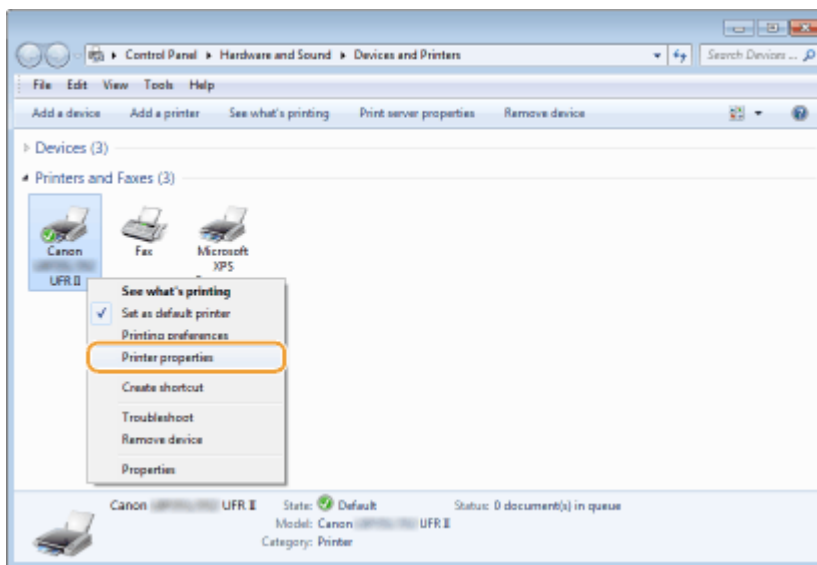 Control Panel ▸ Hardware and Sound ▸ Devices and Printers
Search Devices ...
File Edit View Tools Help
Add a device Add a printer See what's printing Print server properties Remove device
Devices (3)
Printers and Faxes (3)
Canon
UFR II
Fax
Microsoft
XPS
See what's printing
Set as default printer
Printing preferences
Printer properties
Create shortcut
Troubleshoot
Remove device
Properties
Canon UFR II State: Default Status: 0 document(s) in queue
Model: Canon UFR II
Category: Printer